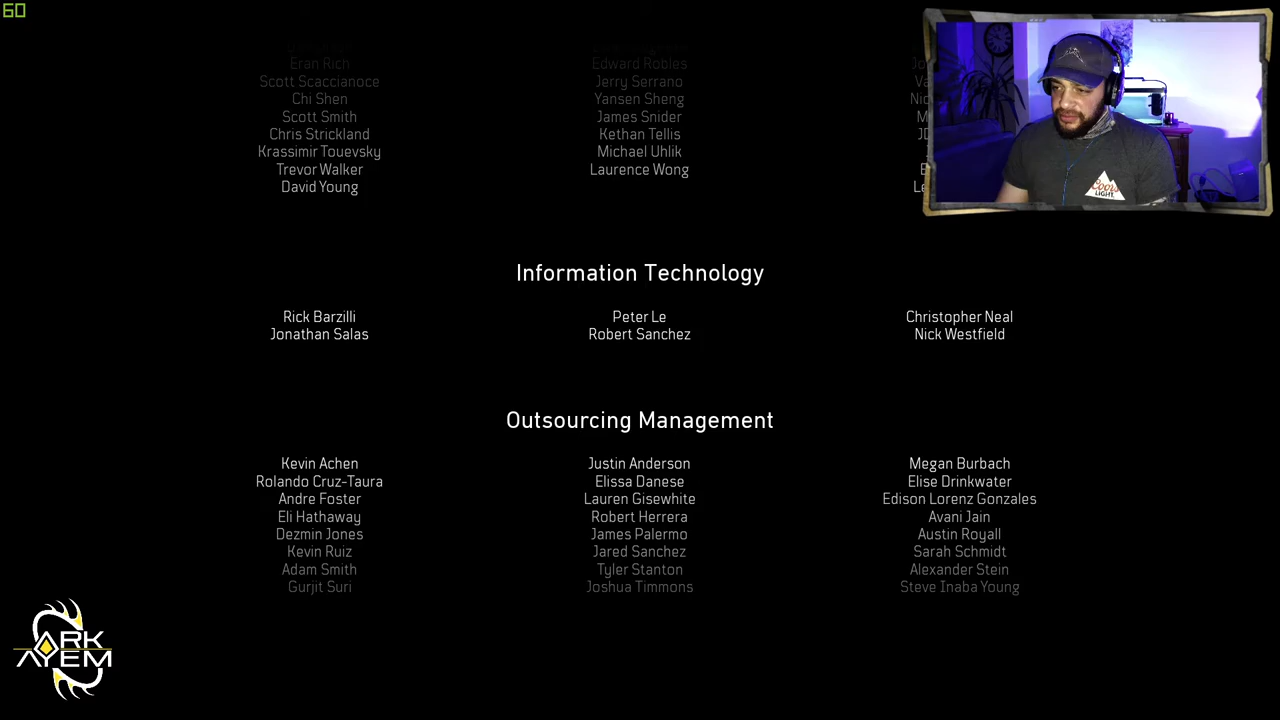 60
Eran Rich Edward Robles
Scott Scaccianoce Jerry Serrano
Chi Shen Yansen Sheng
Scott Smith James Snider
Chris Strickland Kethan Tellis
Krassimir Touevsky Michael Uhlik
Trevor Walker Laurence Wong
David Young
COORS
LIGHT
Information Technology
Rick Barzilli Peter Le Christopher Neal
Jonathan Salas Robert Sanchez Nick Westfield
Outsourcing Management
Kevin Achen Justin Anderson Megan Burbach
Rolando Cruz-Taura Elissa Danese Elise Drinkwater
Andre Foster Lauren Gisewhite Edison Lorenz Gonzales
Eli Hathaway Robert Herrera Avani Jain
Dezmin Jones James Palermo Austin Royall
Kevin Ruiz Jared Sanchez Sarah Schmidt
Adam Smith Tyler Stanton Alexander Stein
Gurjit Suri Joshua Timmons Steve Inaba Young
ARK
AYEM